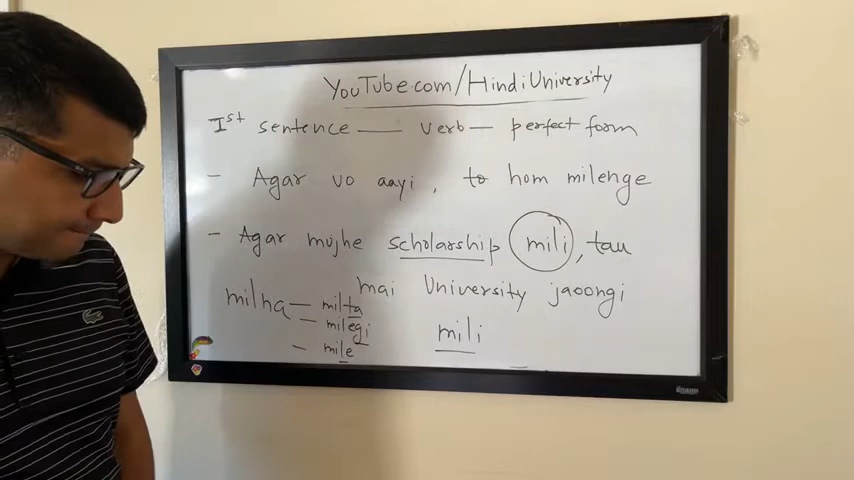 YouTube.com/HindiUniversity
Ist sentence — verb — perfect form
- Agar vo aayi, to hom milenge
- Agar mujhe scholarship mili, tau
mai University jaoongi
milna — milta
- milegi
- mile
mili